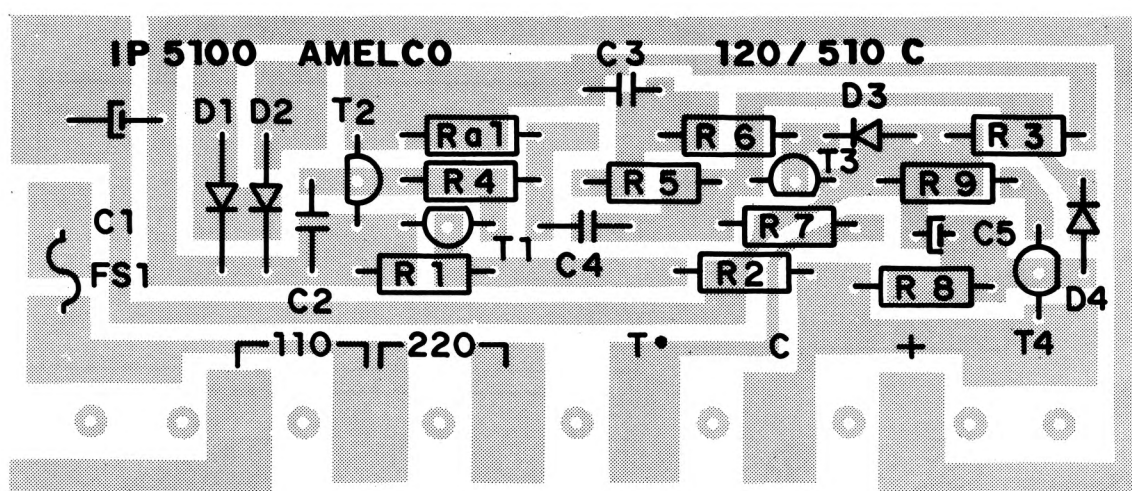 IP 5100 AMELCO 120/510 C
C3
D3
D1 D2 T2
Ra1 R6 R3
T3
R4 R5 R9
C1
T1 R7 C5
FS1 C4
R1 R2 R8 D4
C2
110 220 T• C + T4